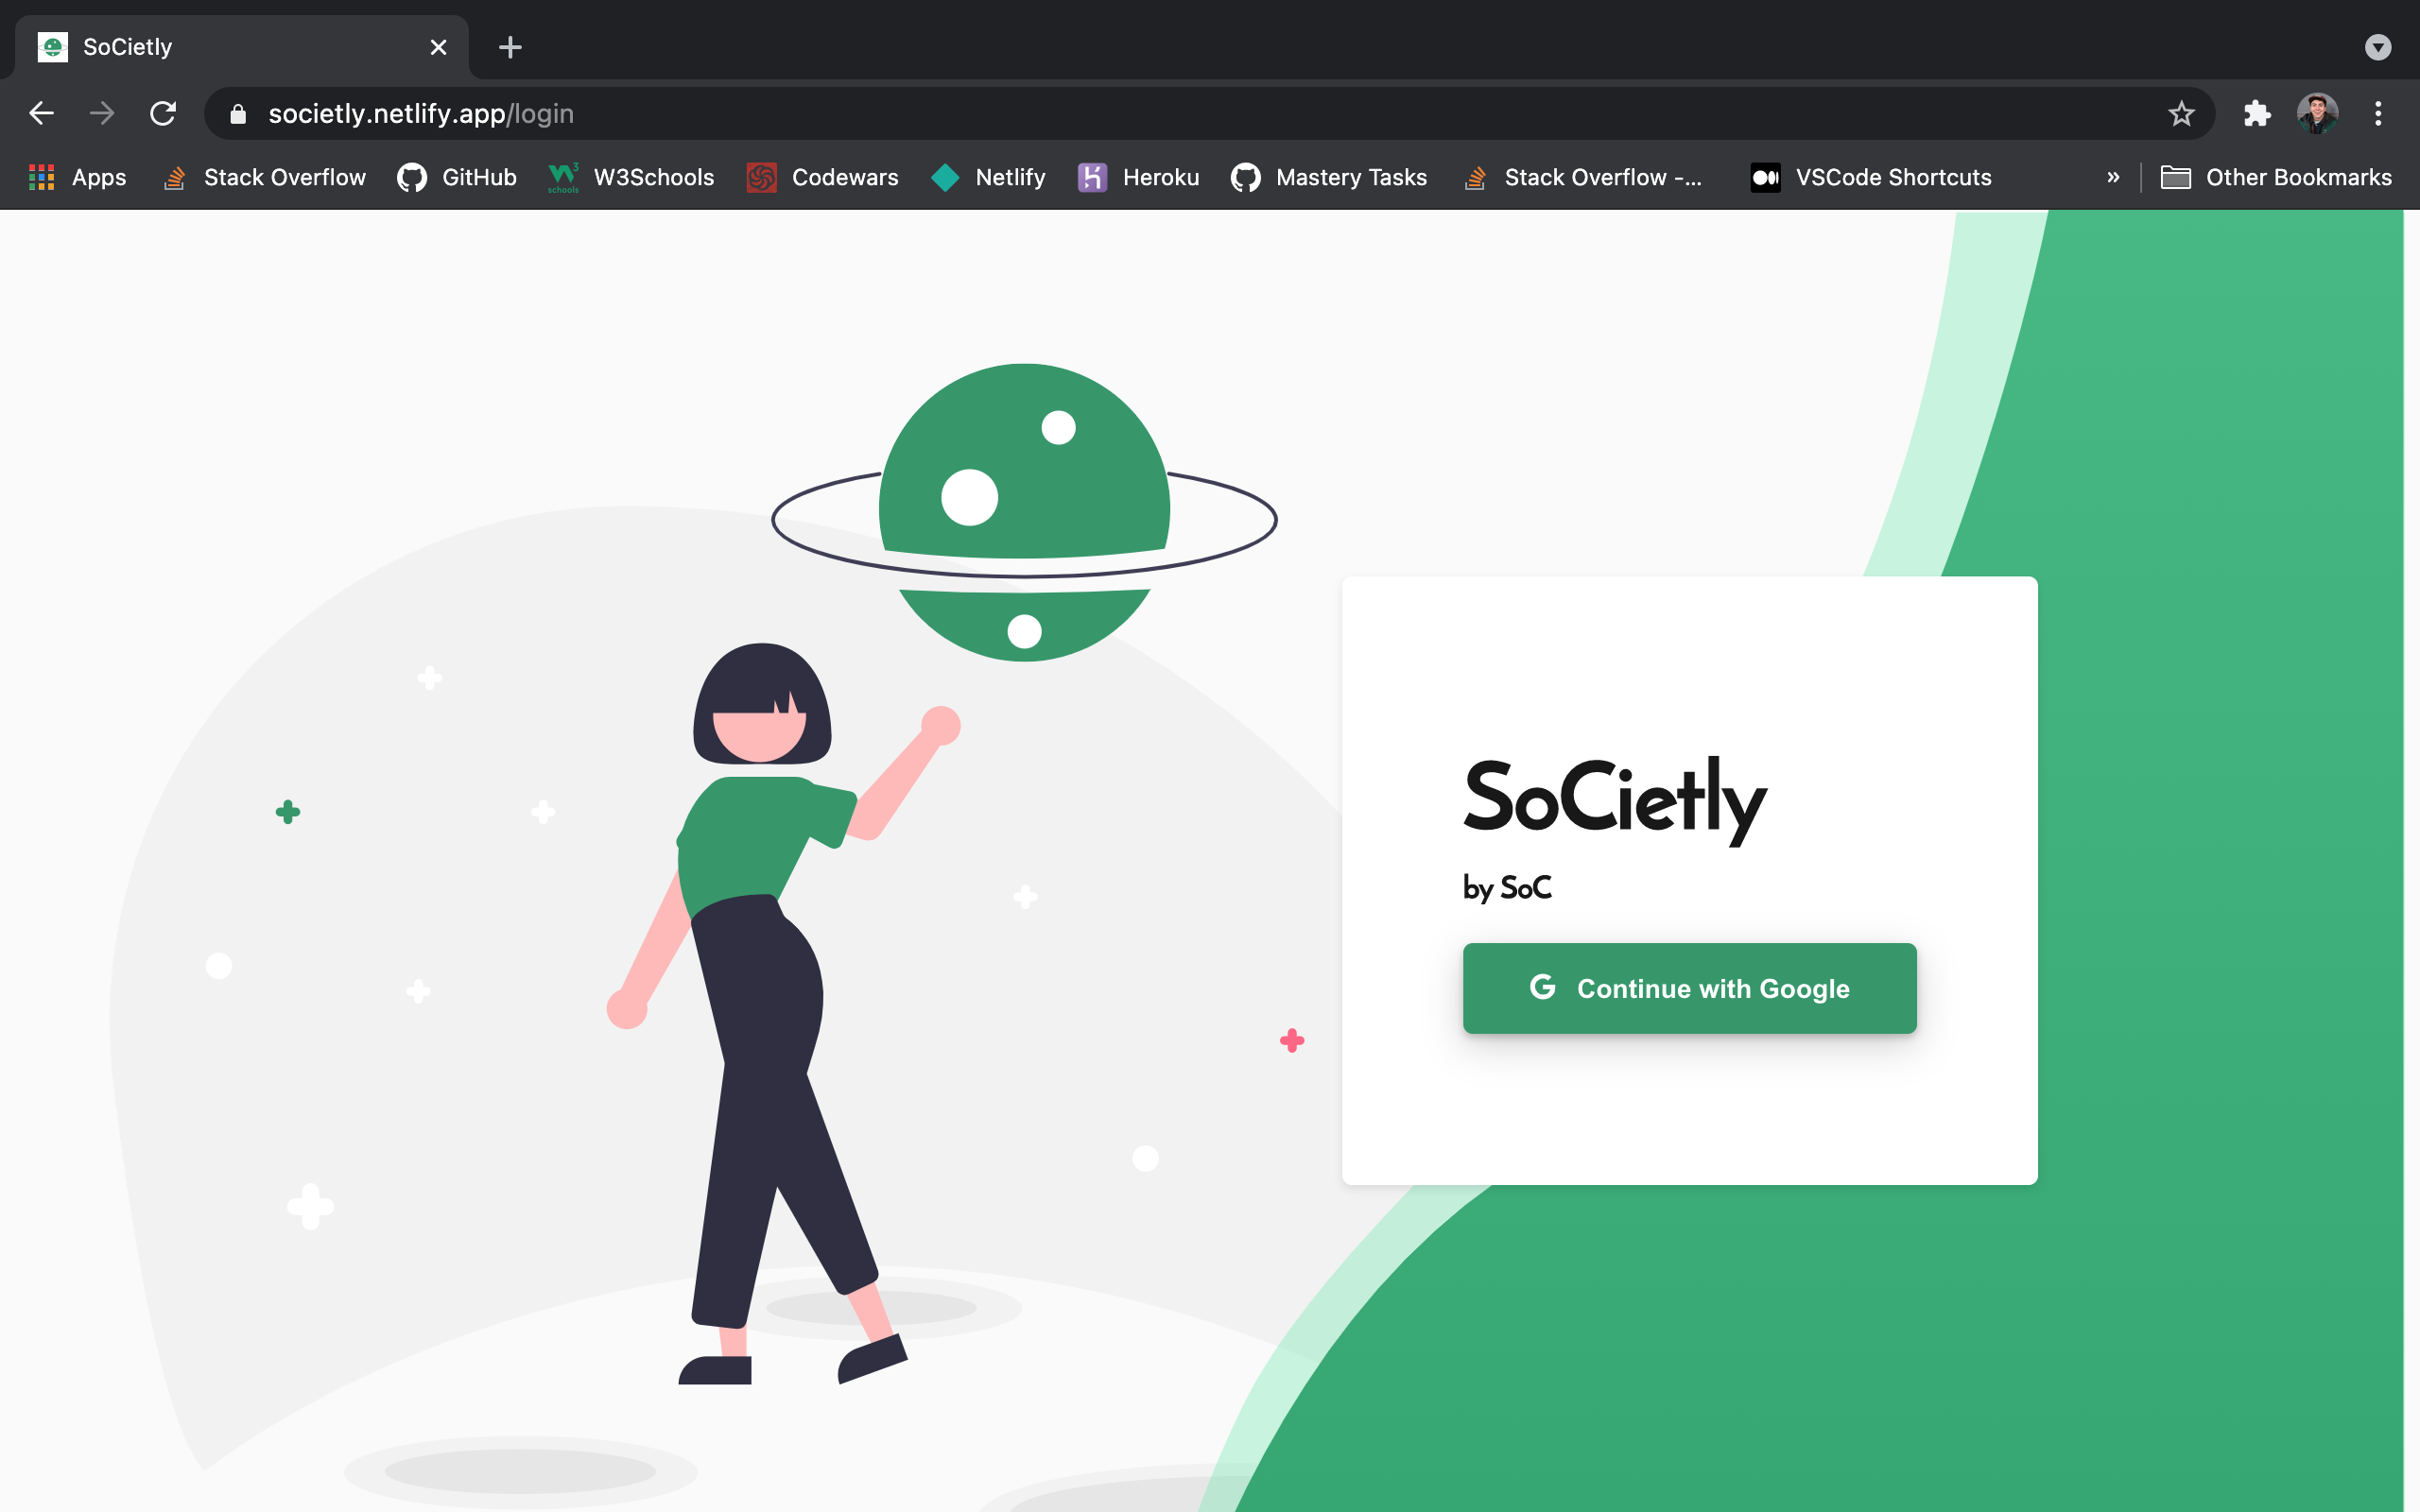 SoCietly
societly.netlify.app/login
Apps
Stack Overflow
GitHub
W3Schools
Codewars
Netlify
Heroku
Mastery Tasks
Stack Overflow -...
VSCode Shortcuts
»
Other Bookmarks
SoCietly
by SoC
G Continue with Google